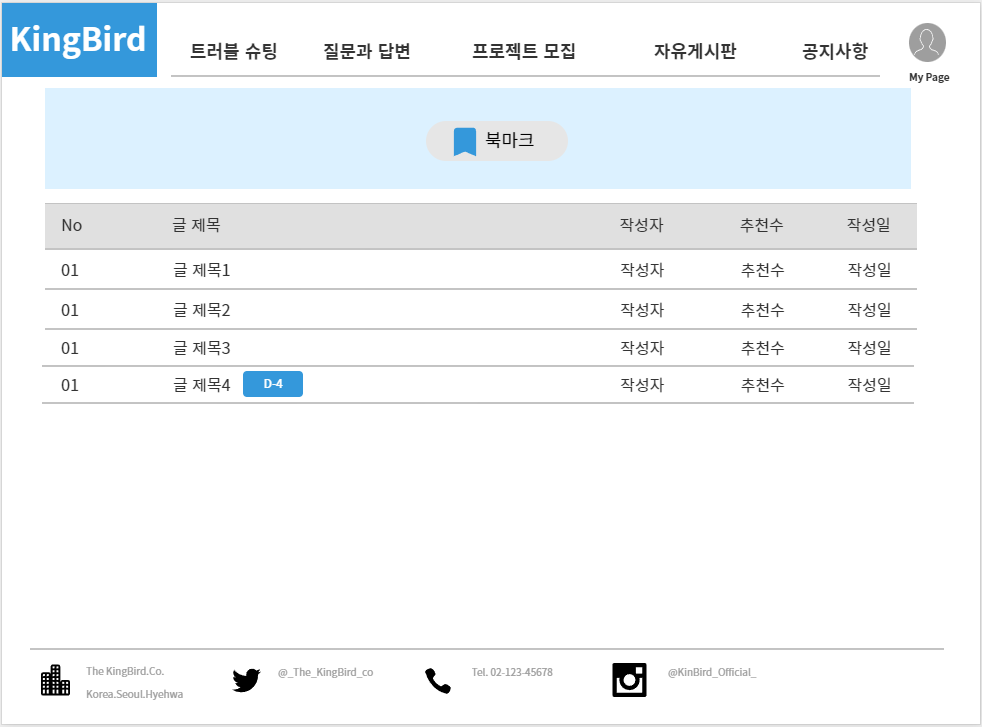 KingBird
트러블 슈팅 질문과 답변 프로젝트 모집 자유게시판 공지사항
My Page
북마크
No 글 제목 작성자 추천수 작성일
01 글 제목1 작성자 추천수 작성일
01 글 제목2 작성자 추천수 작성일
01 글 제목3 작성자 추천수 작성일
01 글 제목4 D-4 작성자 추천수 작성일
The KingBird.Co. @_The_KingBird_co Tel. 02-123-45678 @KinBird_Official_
Korea.Seoul.Hyehwa